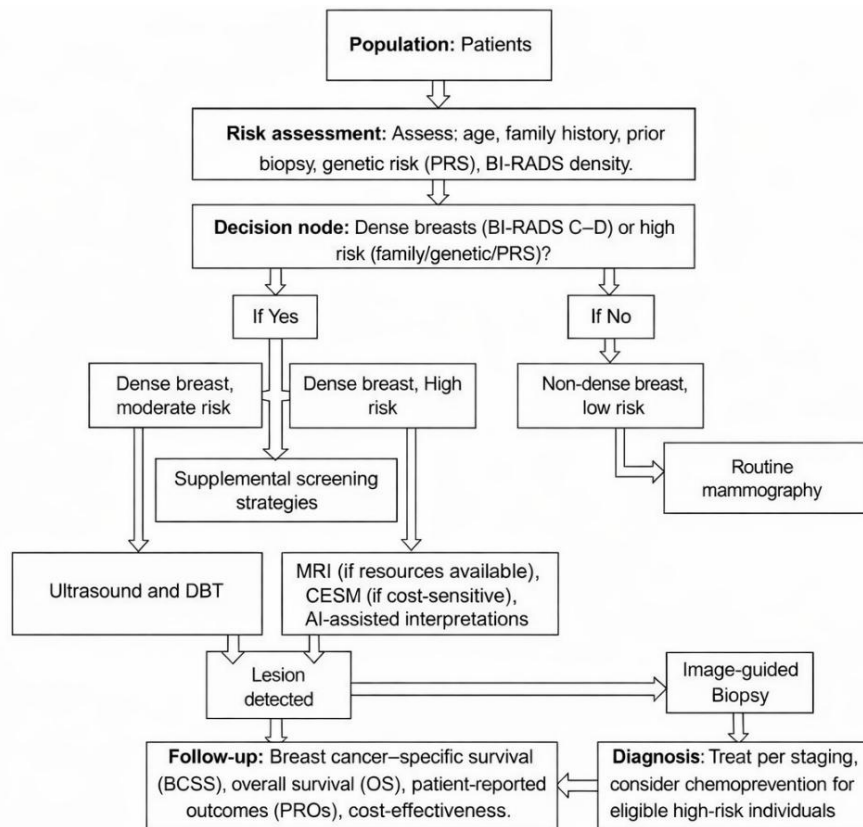 Population: Patients
Risk assessment: Assess; age, family history, prior
biopsy, genetic risk (PRS), BI-RADS density.
Decision node: Dense breasts (BI-RADS C–D) or high
risk (family/genetic/PRS)?
If Yes
If No
Dense breast,
moderate risk
Dense breast, High
risk
Non-dense breast,
low risk
Supplemental screening
strategies
Routine
mammography
Ultrasound and DBT
MRI (if resources available),
CESM (if cost-sensitive),
AI-assisted interpretations
Lesion
detected
Image-guided
Biopsy
Follow-up: Breast cancer–specific survival
(BCSS), overall survival (OS), patient-reported
outcomes (PROs), cost-effectiveness.
Diagnosis: Treat per staging,
consider chemoprevention for
eligible high-risk individuals